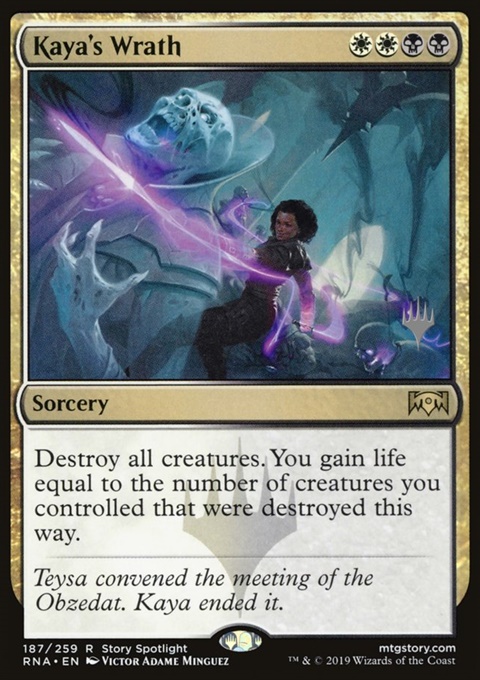 Kaya's Wrath
Sorcery
Destroy all creatures. You gain life
equal to the number of creatures you
controlled that were destroyed this
way.
Teysa convened the meeting of the
Obzedat. Kaya ended it.
187/259 R Story Spotlight
mtgstory.com
RNA • EN Victor Adame Minguez
™ & © 2019 Wizards of the Coast